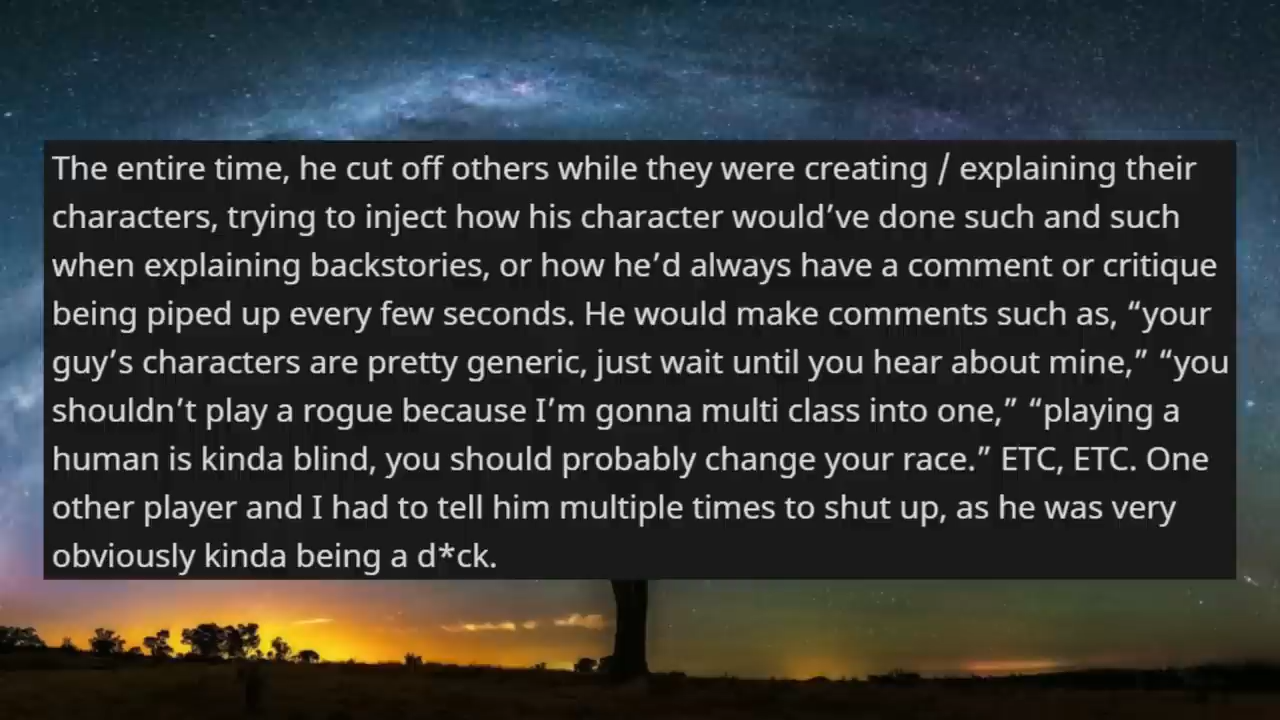 The entire time, he cut off others while they were creating / explaining their
characters, trying to inject how his character would’ve done such and such
when explaining backstories, or how he’d always have a comment or critique
being piped up every few seconds. He would make comments such as, “your
guy’s characters are pretty generic, just wait until you hear about mine,” “you
shouldn’t play a rogue because I’m gonna multi class into one,” “playing a
human is kinda blind, you should probably change your race.” ETC, ETC. One
other player and I had to tell him multiple times to shut up, as he was very
obviously kinda being a d*ck.